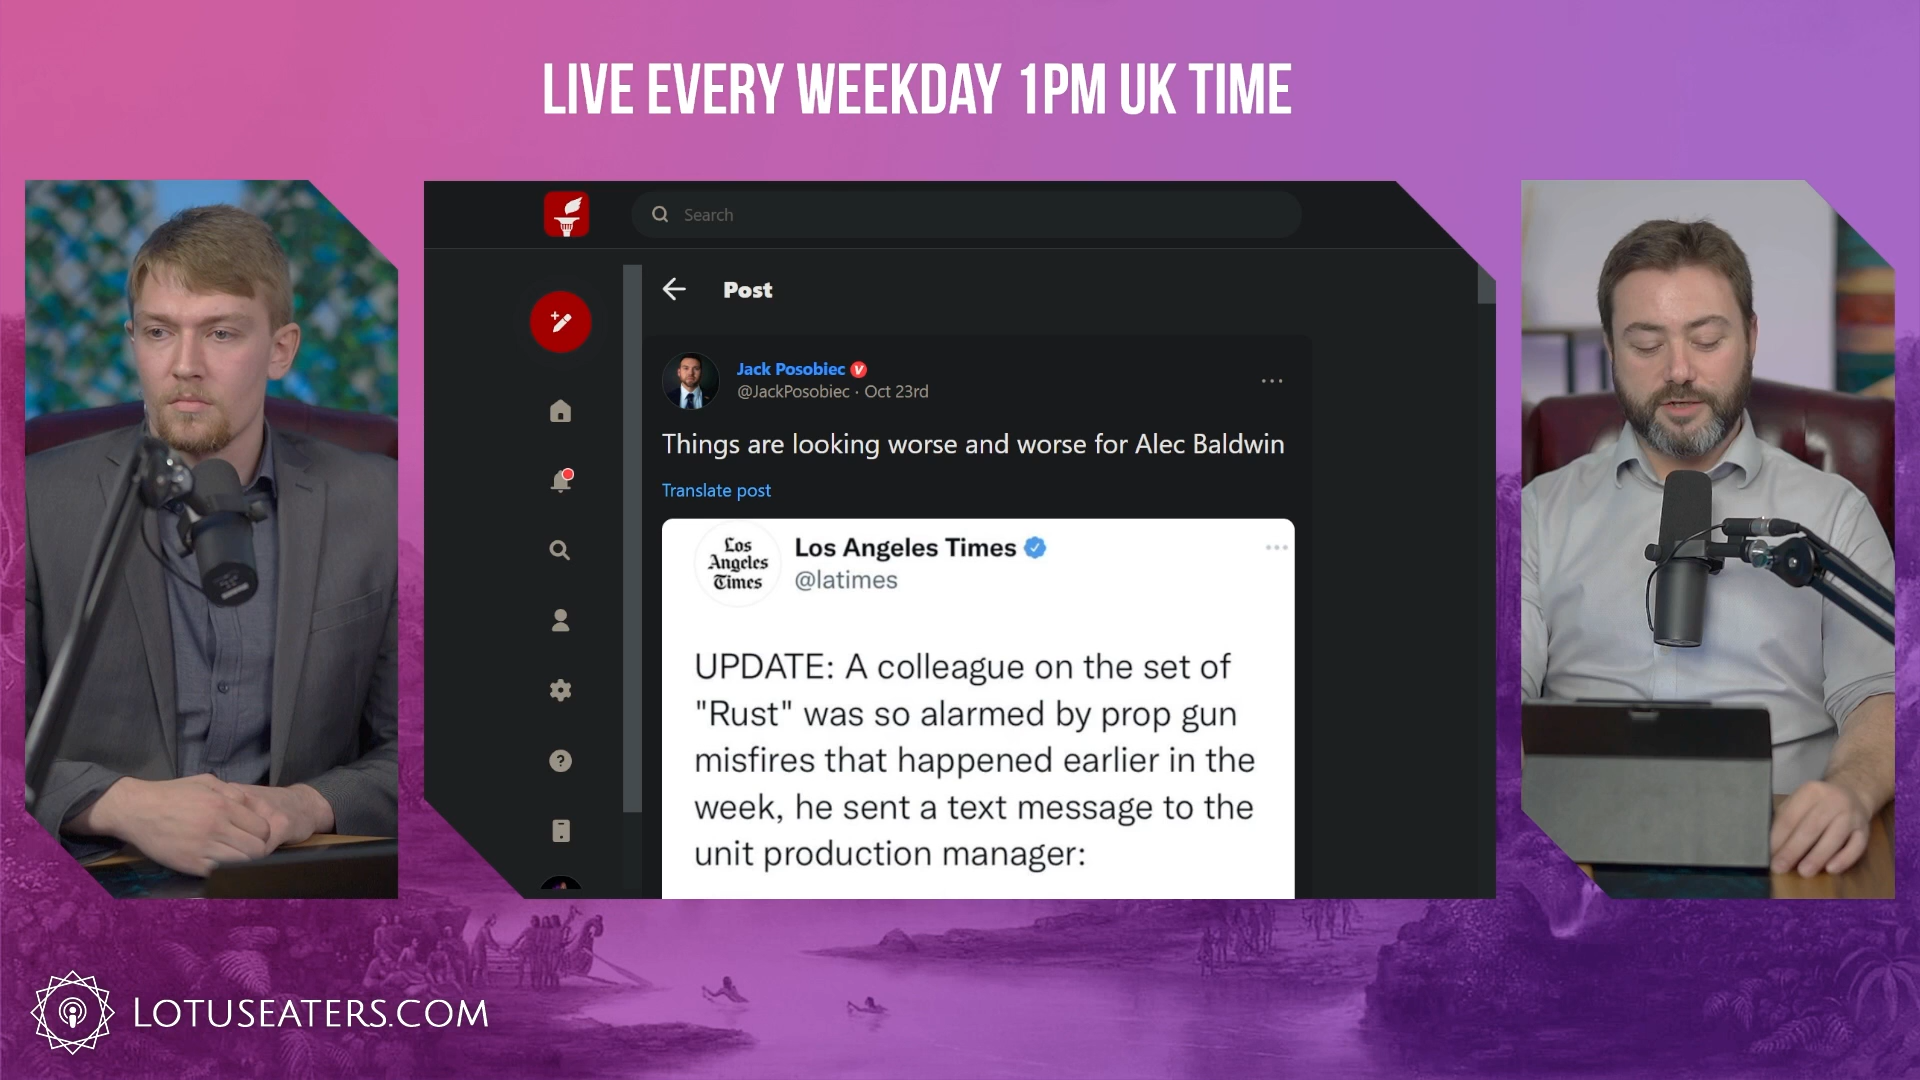 LIVE EVERY WEEKDAY 1PM UK TIME
Search
Post
Jack Posobiec
@JackPosobiec · Oct 23rd
Things are looking worse and worse for Alec Baldwin
Translate post
Los
Angeles
Times
Los Angeles Times
@latimes
UPDATE: A colleague on the set of
"Rust" was so alarmed by prop gun
misfires that happened earlier in the
week, he sent a text message to the
unit production manager:
LOTUSEATERS.COM